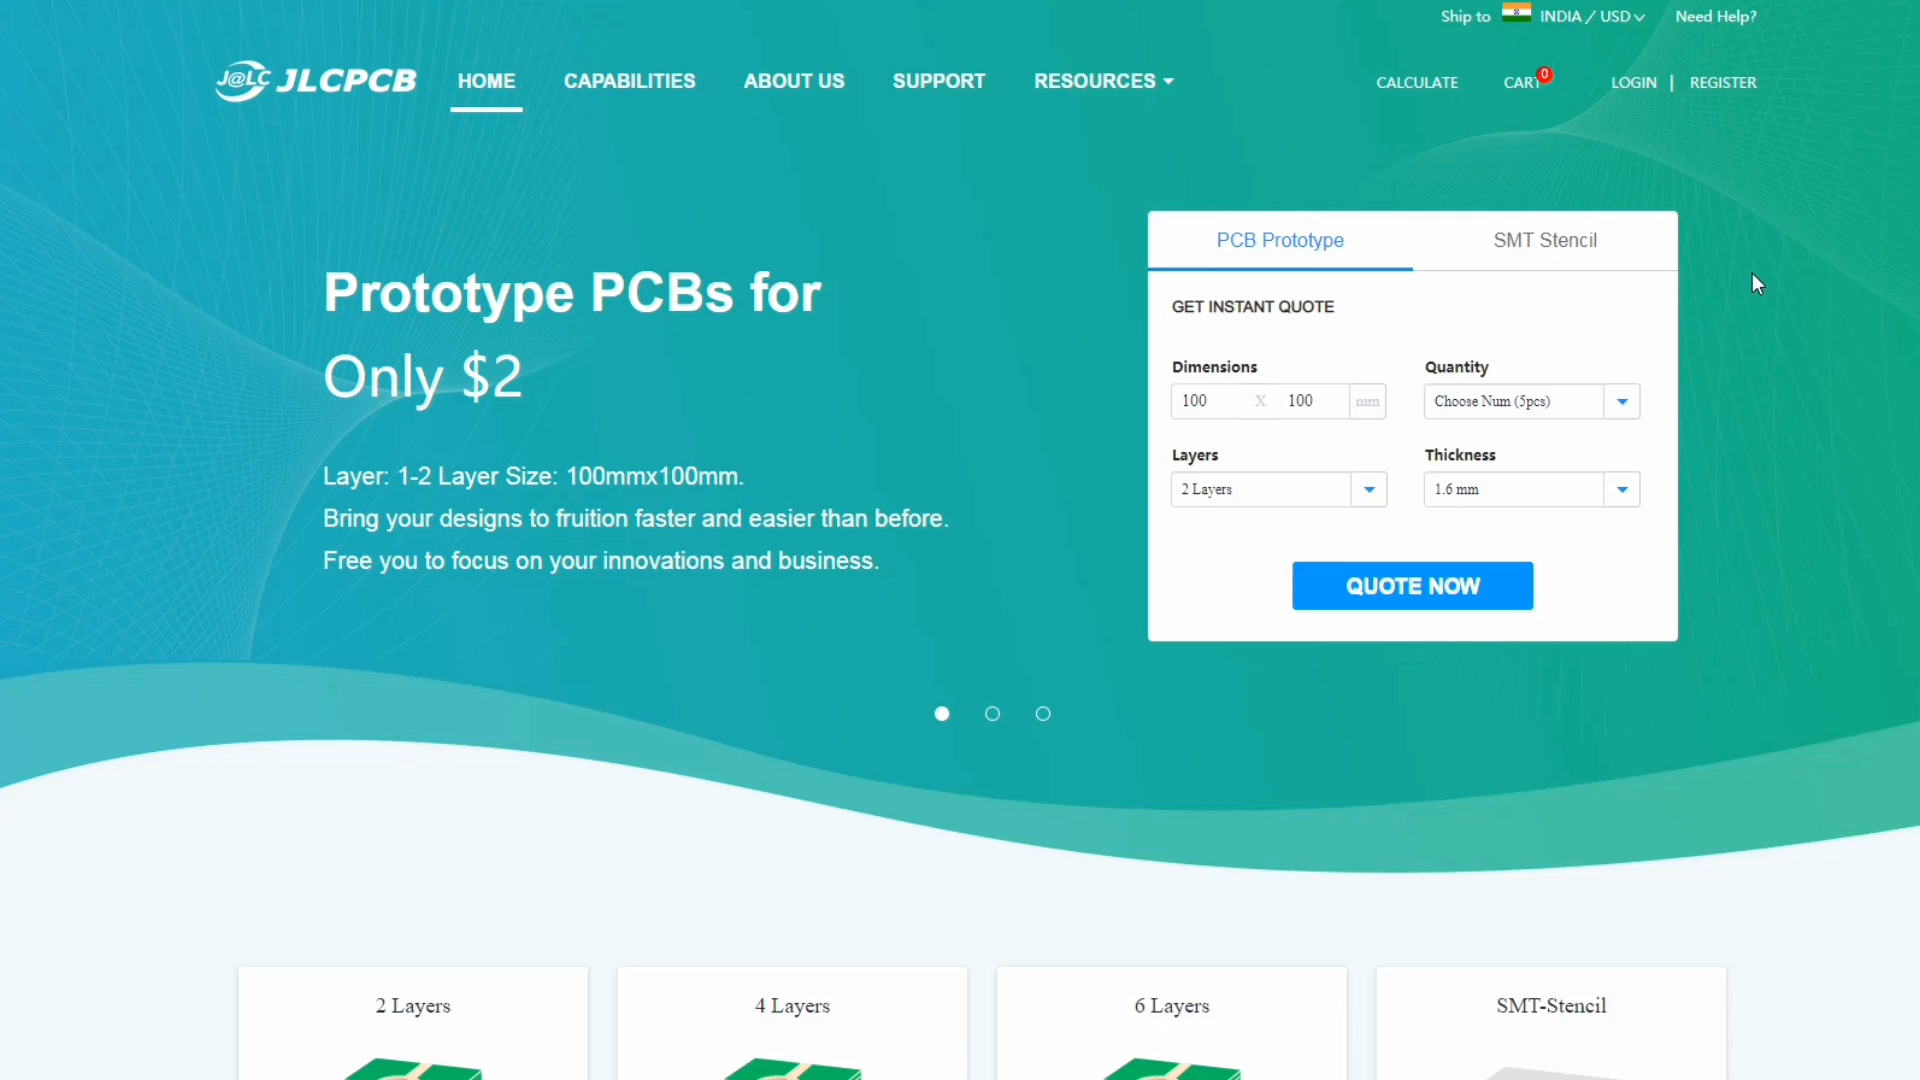 Ship to INDIA / USD Need Help?
J@LC JLCPCB HOME CAPABILITIES ABOUT US SUPPORT RESOURCES CALCULATE CART 0 LOGIN | REGISTER
Prototype PCBs for
Only $2
Layer: 1-2 Layer Size: 100mmx100mm.
Bring your designs to fruition faster and easier than before.
Free you to focus on your innovations and business.
PCB Prototype SMT Stencil
GET INSTANT QUOTE
Dimensions Quantity
100 X 100 mm Choose Num (5pcs)
Layers Thickness
2 Layers 1.6 mm
QUOTE NOW
2 Layers 4 Layers 6 Layers SMT-Stencil